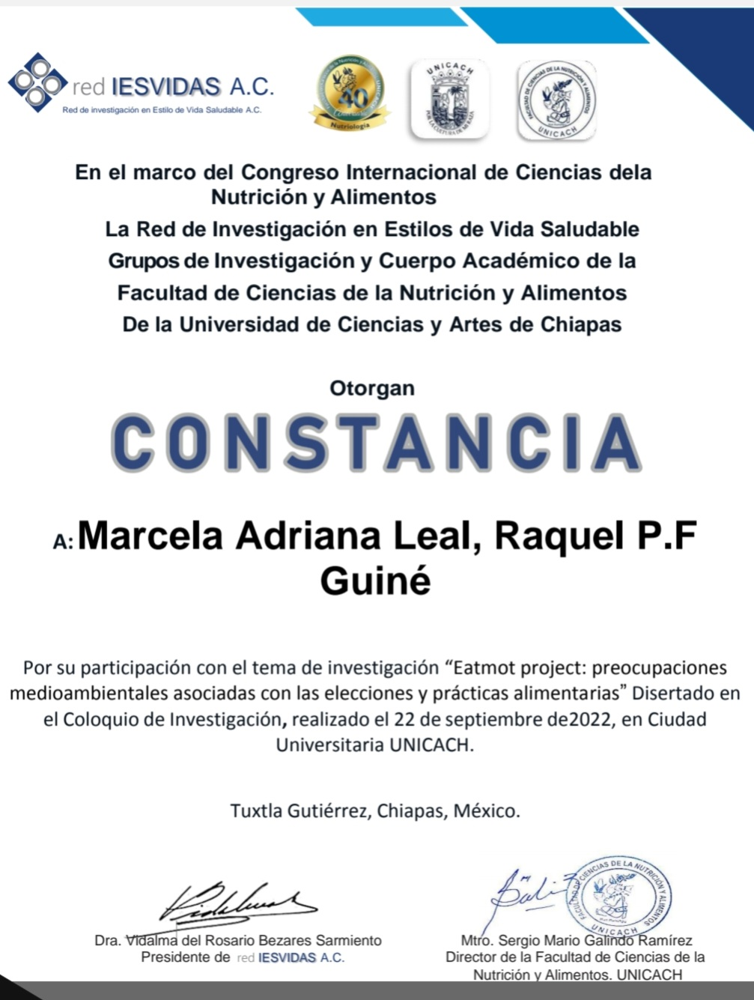 red IESVIDAS A.C.
Red de investigación en Estilo de Vida Saludable A.C.
40
Nutriología
UNICACH
POR LA CULTURA DE MI RAZA
FACULTAD DE CIENCIAS DE LA NUTRICIÓN Y ALIMENTOS
UNICACH
En el marco del Congreso Internacional de Ciencias dela
Nutrición y Alimentos
La Red de Investigación en Estilos de Vida Saludable
Grupos de Investigación y Cuerpo Académico de la
Facultad de Ciencias de la Nutrición y Alimentos
De la Universidad de Ciencias y Artes de Chiapas
Otorgan
CONSTANCIA
A: Marcela Adriana Leal, Raquel P.F
Guiné
Por su participación con el tema de investigación “Eatmot project: preocupaciones
medioambientales asociadas con las elecciones y prácticas alimentarias” Disertado en
el Coloquio de Investigación, realizado el 22 de septiembre de2022, en Ciudad
Universitaria UNICACH.
Tuxtla Gutiérrez, Chiapas, México.
FACULTAD DE CIENCIAS DE LA NUTRICIÓN Y ALIMENTOS
UNICACH
Dra. Vidalma del Rosario Bezares Sarmiento
Presidente de red IESVIDAS A.C.
Mtro. Sergio Mario Galindo Ramírez
Director de la Facultad de Ciencias de la
Nutrición y Alimentos. UNICACH